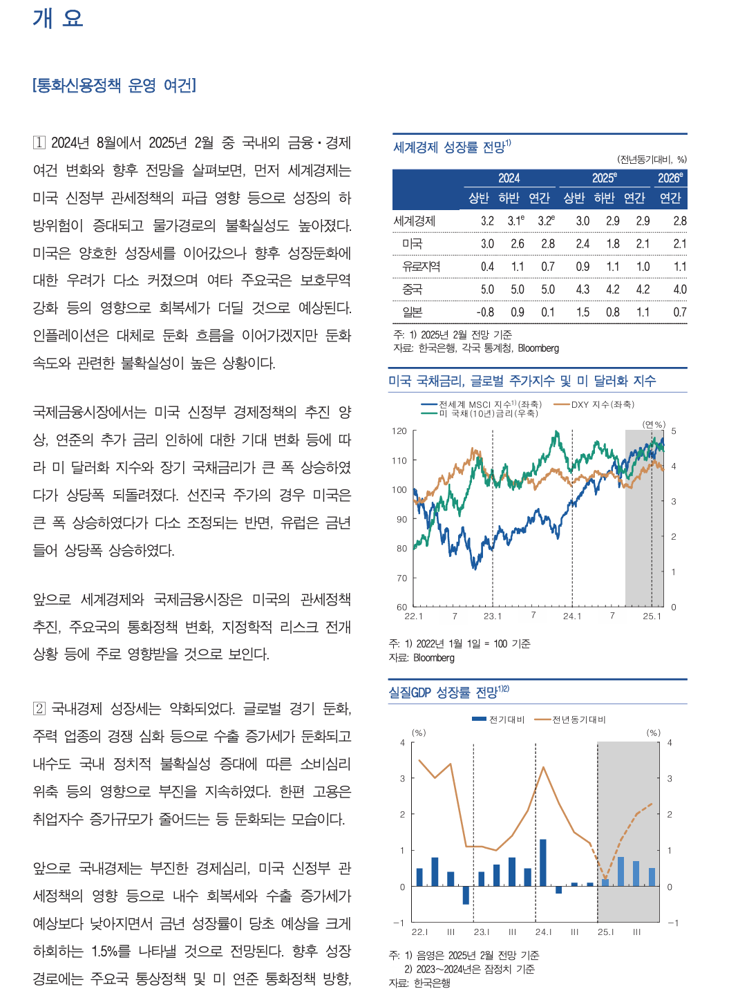 개 요
[통화신용정책 운영 여건]
1 2024년 8월에서 2025년 2월 중 국내외 금융·경제
여건 변화와 향후 전망을 살펴보면, 먼저 세계경제는
미국 신정부 관세정책의 파급 영향 등으로 성장의 하
방위험이 증대되고 물가경로의 불확실성도 높아졌다.
미국은 양호한 성장세를 이어갔으나 향후 성장둔화에
대한 우려가 다소 커졌으며 여타 주요국은 보호무역
강화 등의 영향으로 회복세가 더딜 것으로 예상된다.
인플레이션은 대체로 둔화 흐름을 이어가겠지만 둔화
속도와 관련한 불확실성이 높은 상황이다.
국제금융시장에서는 미국 신정부 경제정책의 추진 양
상, 연준의 추가 금리 인하에 대한 기대 변화 등에 따
라 미 달러화 지수와 장기 국채금리가 큰 폭 상승하였
다가 상당폭 되돌려졌다. 선진국 주가의 경우 미국은
큰 폭 상승하였다가 다소 조정되는 반면, 유럽은 금년
들어 상당폭 상승하였다.
앞으로 세계경제와 국제금융시장은 미국의 관세정책
추진, 주요국의 통화정책 변화, 지정학적 리스크 전개
상황 등에 주로 영향받을 것으로 보인다.
2 국내경제 성장세는 약화되었다. 글로벌 경기 둔화,
주력 업종의 경쟁 심화 등으로 수출 증가세가 둔화되고
내수도 국내 정치적 불확실성 증대에 따른 소비심리
위축 등의 영향으로 부진을 지속하였다. 한편 고용은
취업자수 증가규모가 줄어드는 등 둔화되는 모습이다.
앞으로 국내경제는 부진한 경제심리, 미국 신정부 관
세정책의 영향 등으로 내수 회복세와 수출 증가세가
예상보다 낮아지면서 금년 성장률이 당초 예상을 크게
하회하는 1.5%를 나타낼 것으로 전망된다. 향후 성장
경로에는 주요국 통상정책 및 미 연준 통화정책 방향,
세계경제 성장률 전망1)
(전년동기대비, %)
2024 2025e 2026e
상반 하반 연간 상반 하반 연간 연간
세계경제 3.2 3.1e 3.2e 3.0 2.9 2.9 2.8
미국 3.0 2.6 2.8 2.4 1.8 2.1 2.1
유로지역 0.4 1.1 0.7 0.9 1.1 1.0 1.1
중국 5.0 5.0 5.0 4.3 4.2 4.2 4.0
일본 -0.8 0.9 0.1 1.5 0.8 1.1 0.7
주: 1) 2025년 2월 전망 기준
자료: 한국은행, 각국 통계청, Bloomberg
미국 국채금리, 글로벌 주가지수 및 미 달러화 지수
전세계 MSCI 지수1)(좌축) DXY 지수(좌축)
미 국채(10년)금리(우축)
(연%)
120 5
110
4
100
3
90
2
80
1
70
60 0
22.1 7 23.1 7 24.1 7 25.1
주: 1) 2022년 1월 1일 = 100 기준
자료: Bloomberg
실질GDP 성장률 전망1)2)
전기대비 전년동기대비
(%) (%)
4 4
3 3
2 2
1 1
0 0
-1 -1
22.I III 23.I III 24.I III 25.I III
주: 1) 음영은 2025년 2월 전망 기준
2) 2023~2024년은 잠정치 기준
자료: 한국은행